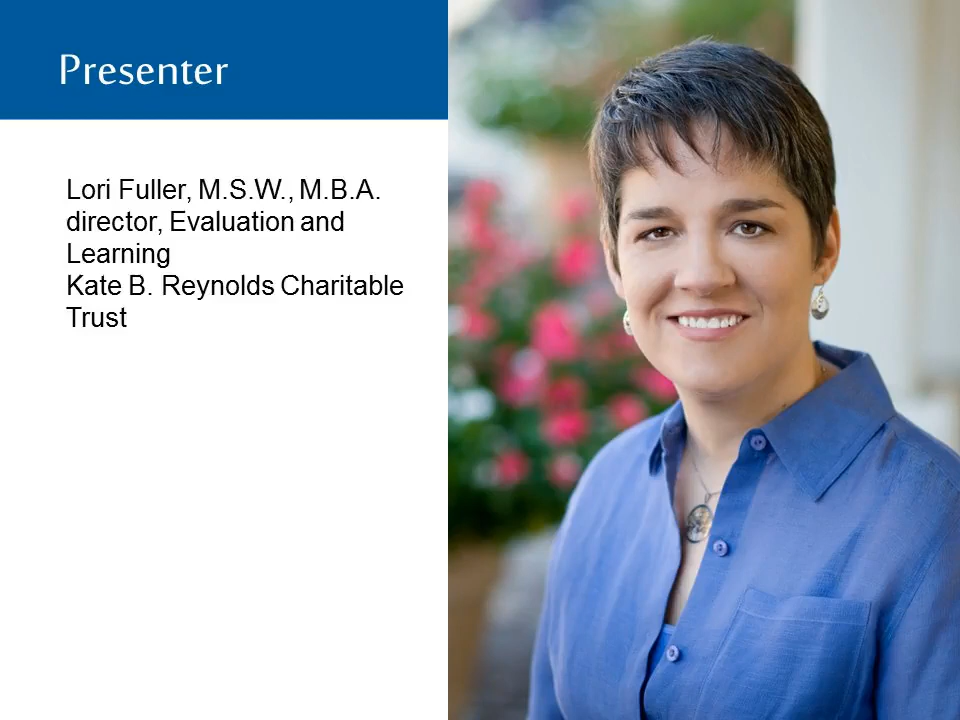 Presenter
Lori Fuller, M.S.W., M.B.A.
director, Evaluation and
Learning
Kate B. Reynolds Charitable
Trust